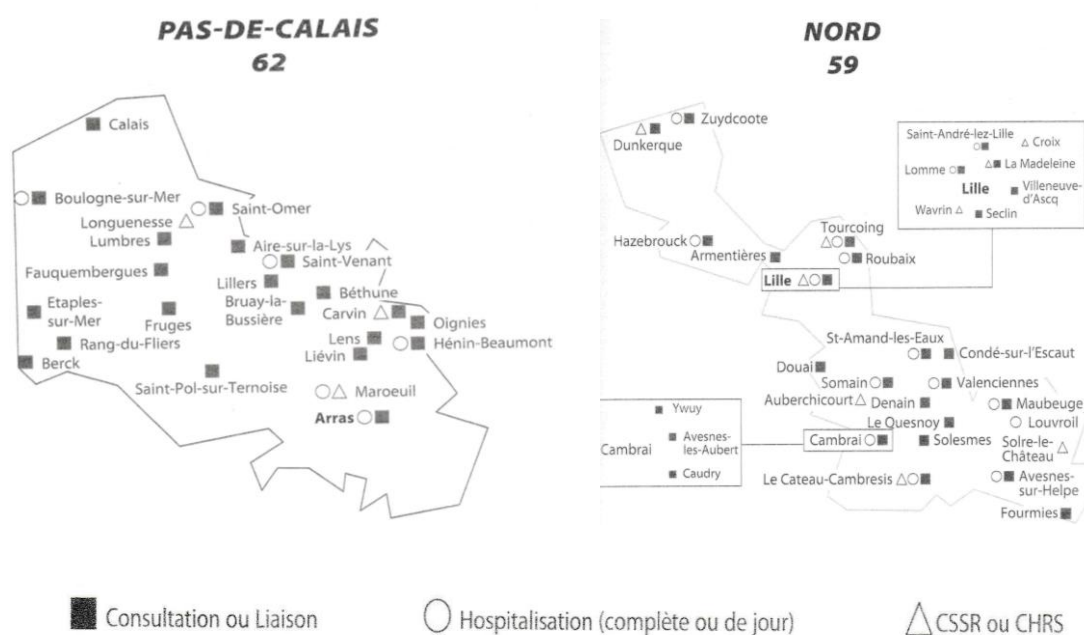 PAS-DE-CALAIS
62
Calais
Boulogne-sur-Mer
Saint-Omer
Longuenesse
Lumbres
Aire-sur-la-Lys
Saint-Venant
Fauquembergues
Lillers
Béthune
Etaples-
sur-Mer
Fruges
Bruay-la-
Bussière
Carvin
Oignies
Rang-du-Fliers
Lens
Hénin-Beaumont
Liévin
Berck
Saint-Pol-sur-Ternoise
Maroeuil
Arras
NORD
59
Zuydcoote
Dunkerque
Saint-André-lez-Lille
Croix
Lomme
La Madeleine
Lille
Villeneuve-
d'Ascq
Wavrin
Seclin
Hazebrouck
Tourcoing
Armentières
Roubaix
Lille
St-Amand-les-Eaux
Condé-sur-l'Escaut
Douai
Somain
Valenciennes
Auberchicourt
Denain
Maubeuge
Le Quesnoy
Louvroil
Ywuy
Cambrai
Avesnes-
les-Aubert
Caudry
Cambrai
Solesmes
Solre-le-
Château
Le Cateau-Cambresis
Avesnes-
sur-Helpe
Fourmies
Consultation ou Liaison
Hospitalisation (complète ou de jour)
CSSR ou CHRS